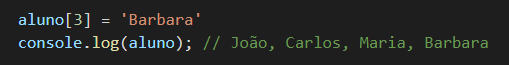 aluno[3] = 'Barbara'
console.log(aluno); // João, Carlos, Maria, Barbara